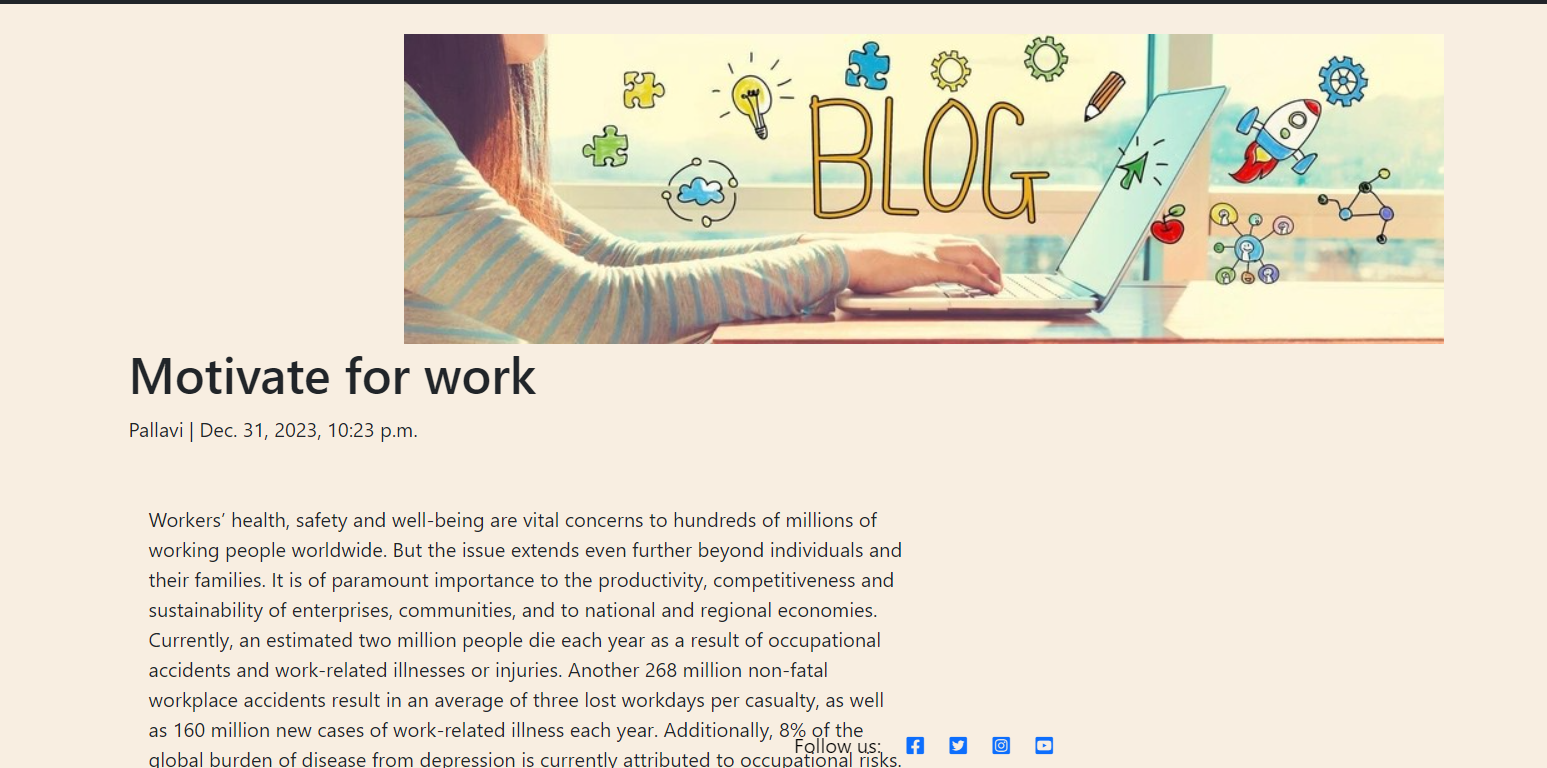 BLOG
Motivate for work
Pallavi | Dec. 31, 2023, 10:23 p.m.
Workers’ health, safety and well-being are vital concerns to hundreds of millions of
working people worldwide. But the issue extends even further beyond individuals and
their families. It is of paramount importance to the productivity, competitiveness and
sustainability of enterprises, communities, and to national and regional economies.
Currently, an estimated two million people die each year as a result of occupational
accidents and work-related illnesses or injuries. Another 268 million non-fatal
workplace accidents result in an average of three lost workdays per casualty, as well
as 160 million new cases of work-related illness each year. Additionally, 8% of the
Follow us:
global burden of disease from depression is currently attributed to occupational risks.